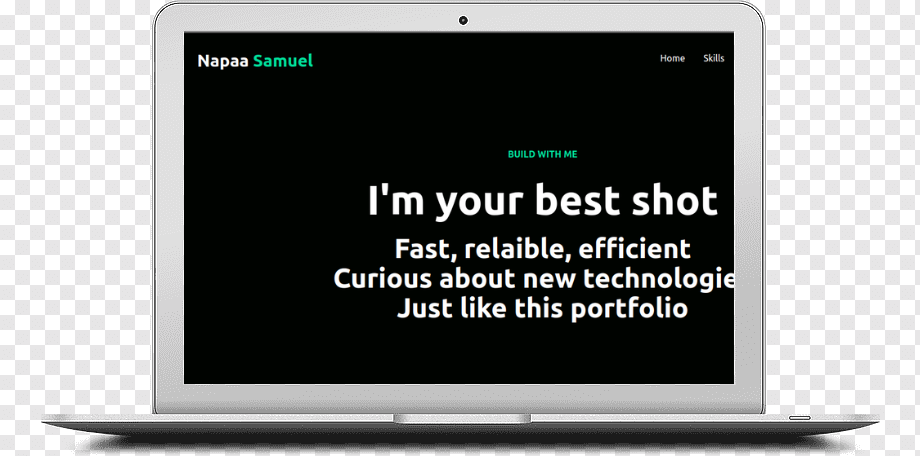 Napaa Samuel
Home Skills
BUILD WITH ME
I'm your best shot
Fast, relaible, efficient
Curious about new technologie
Just like this portfolio